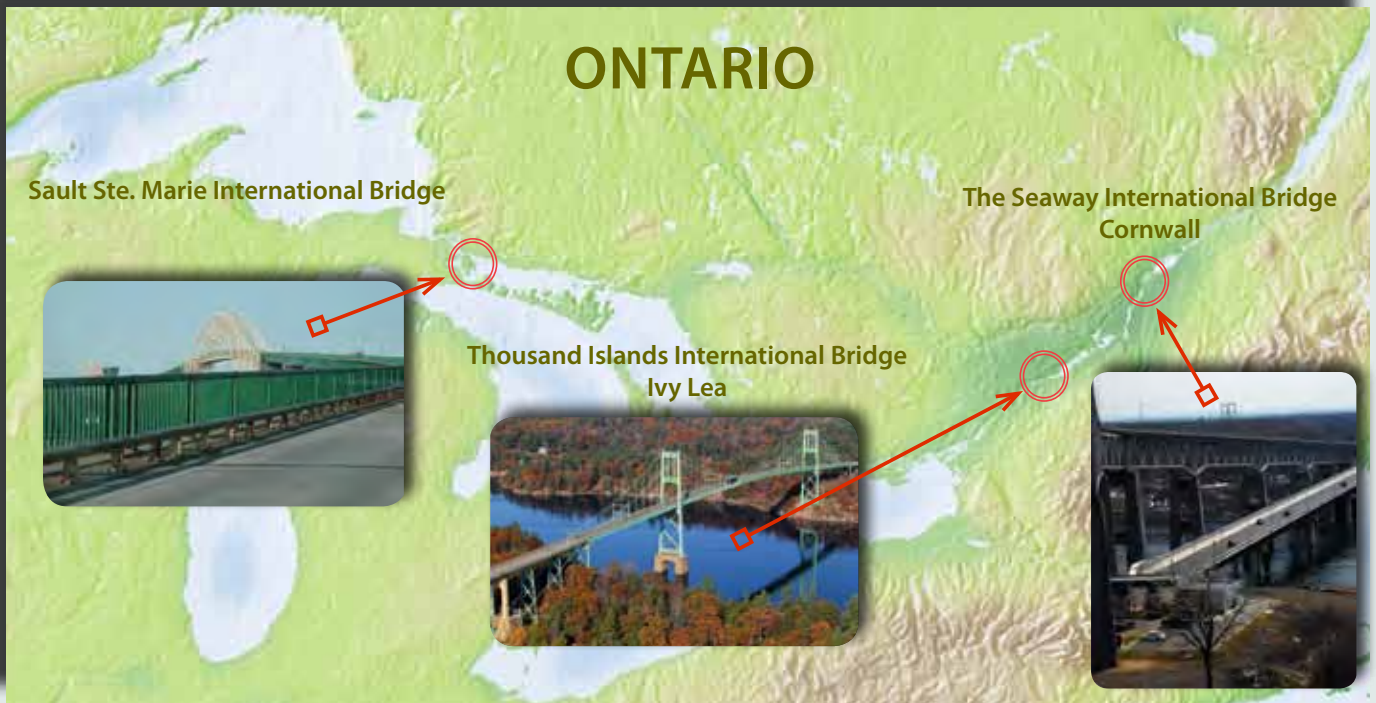 ONTARIO
Sault Ste. Marie International Bridge
The Seaway International Bridge
Cornwall
Thousand Islands International Bridge
Ivy Lea